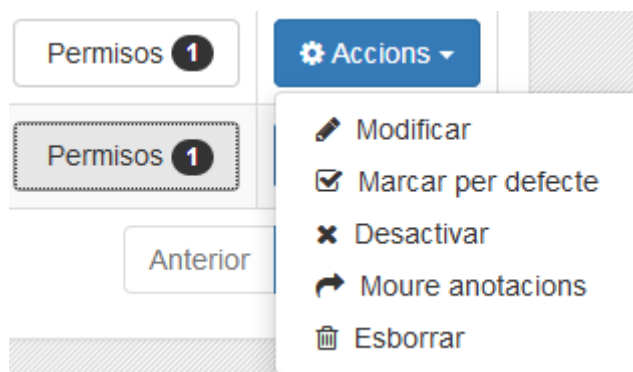 Permisos 1 Accions
Modificar
Permisos 1
Marcar per defecte
Desactivar
Anterior
Moure anotacions
Esborrar